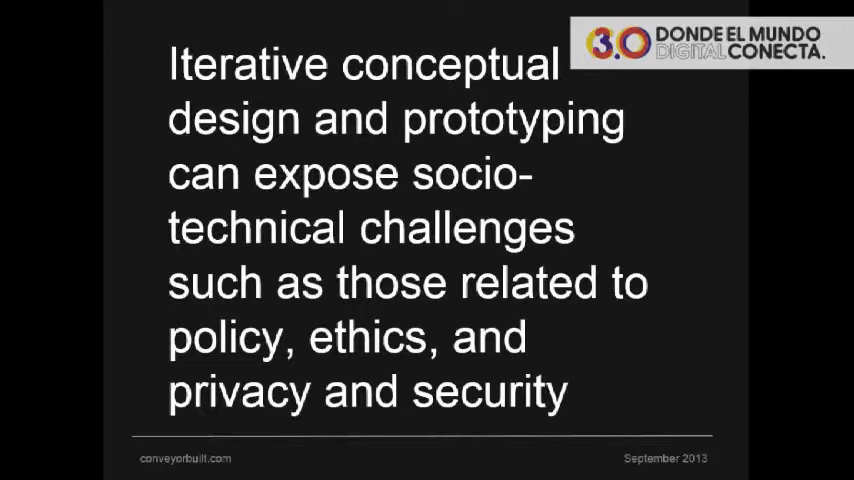 3.0 DONDE EL MUNDO
DIGITAL CONECTA.
Iterative conceptual
design and prototyping
can expose socio-
technical challenges
such as those related to
policy, ethics, and
privacy and security
conveyorbuilt.com
September 2013